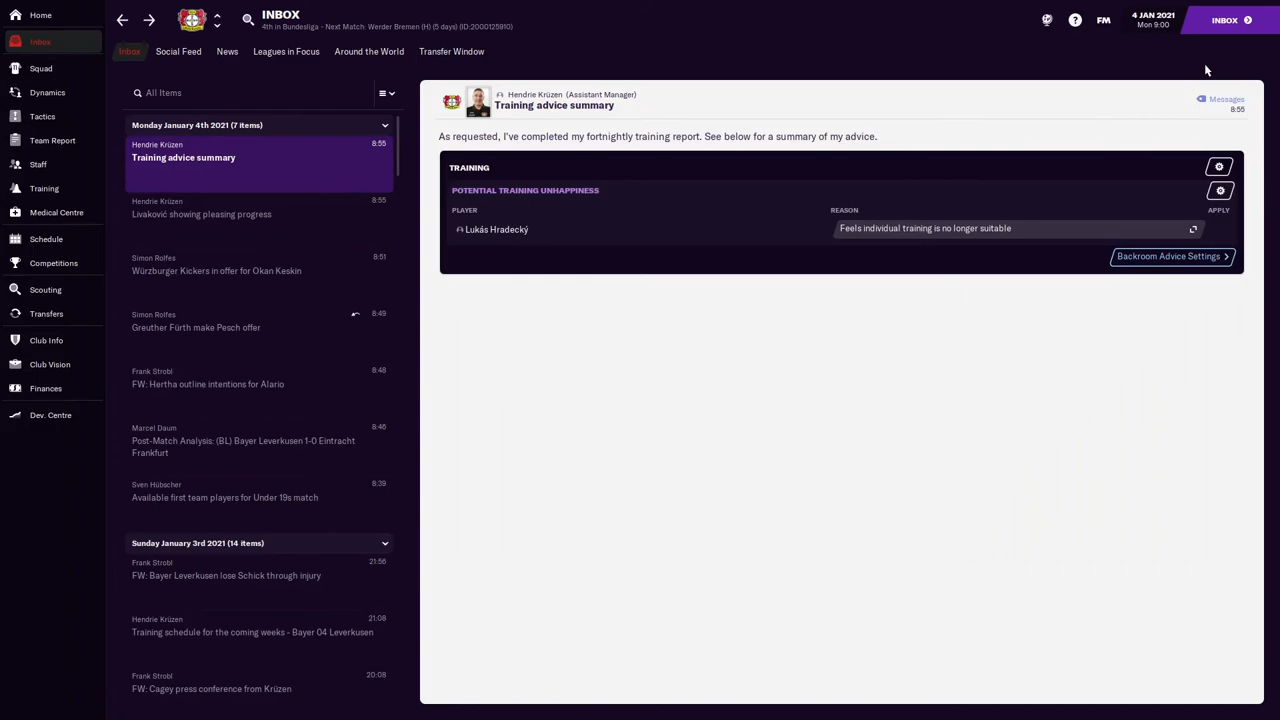 Home
Inbox
Squad
Dynamics
Tactics
Team Report
Staff
Training
Medical Centre
Schedule
Competitions
Scouting
Transfers
Club Info
Club Vision
Finances
Dev. Centre
INBOX
4th in Bundesliga - Next Match: Werder Bremen (H) (5 days) (ID:2000125910)
?
FM
4 JAN 2021
Mon 9:00
INBOX
Inbox
Social Feed
News
Leagues in Focus
Around the World
Transfer Window
All Items
Monday January 4th 2021 (7 items)
Hendrie Krüzen 8:55
Training advice summary
Hendrie Krüzen 8:55
Livaković showing pleasing progress
Simon Rolfes 8:51
Würzburger Kickers in offer for Okan Keskin
Simon Rolfes 8:49
Greuther Fürth make Pesch offer
Frank Strobl 8:48
FW: Hertha outline intentions for Alario
Marcel Daum 8:46
Post-Match Analysis: (BL) Bayer Leverkusen 1-0 Eintracht
Frankfurt
Sven Hübscher 8:39
Available first team players for Under 19s match
Sunday January 3rd 2021 (14 items)
Frank Strobl 21:56
FW: Bayer Leverkusen lose Schick through injury
Hendrie Krüzen 21:08
Training schedule for the coming weeks - Bayer 04 Leverkusen
Frank Strobl 20:08
FW: Cagey press conference from Krüzen
Hendrie Krüzen (Assistant Manager)
Training advice summary
Messages
8:55
As requested, I've completed my fortnightly training report. See below for a summary of my advice.
TRAINING
POTENTIAL TRAINING UNHAPPINESS
PLAYER REASON APPLY
Lukás Hradecký Feels individual training is no longer suitable
Backroom Advice Settings